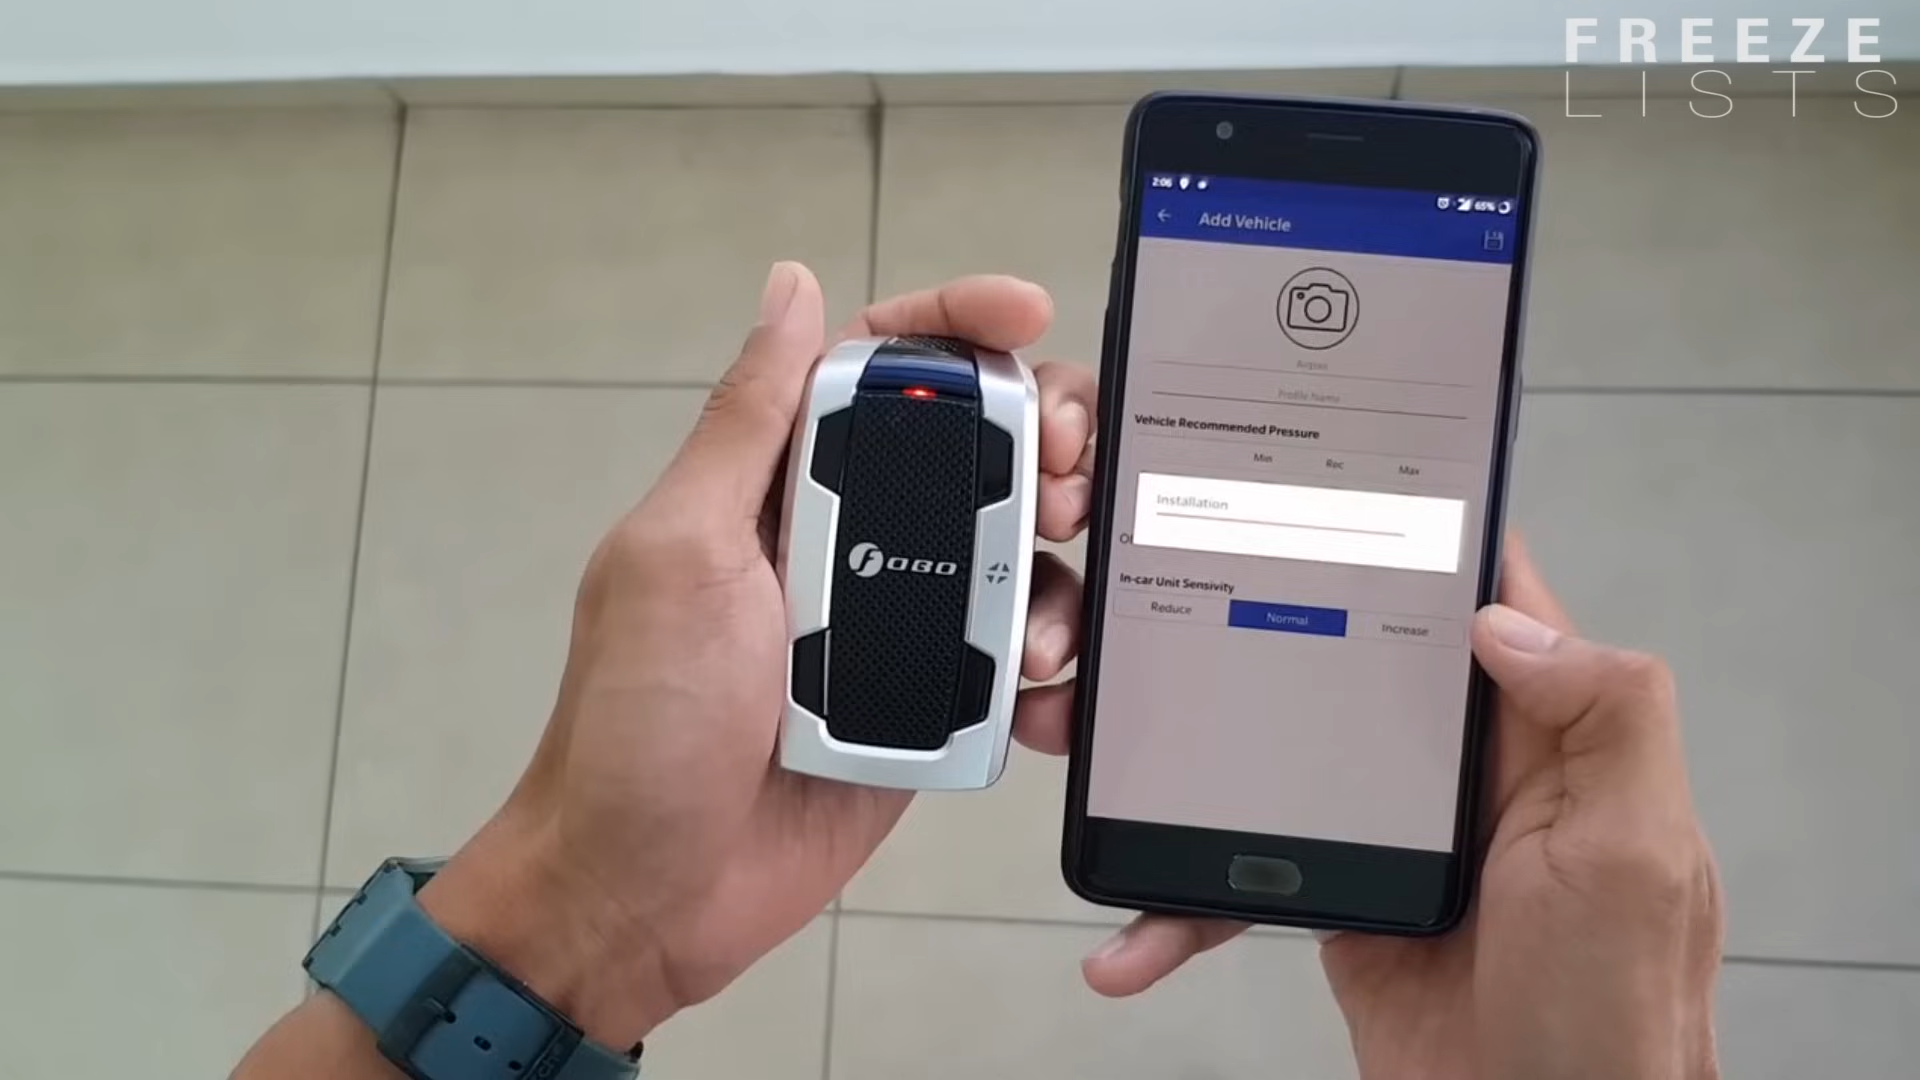 FREEZE
LISTS
2:06
65%
Add Vehicle
Profile Name
Vehicle Recommended Pressure
Min Rec Max
Installation
In-car Unit Sensivity
Reduce Normal Increase
FOBO